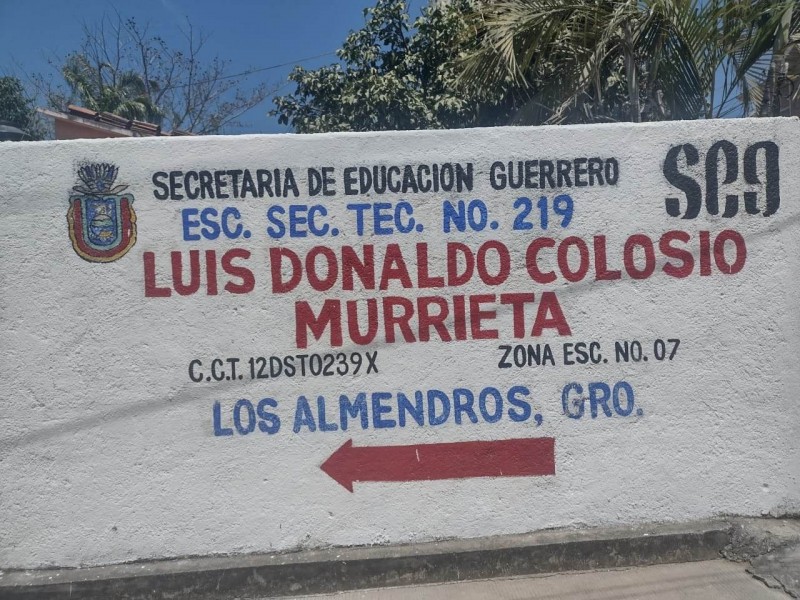 SECRETARIA DE EDUCACION GUERRERO
SEG
ESC. SEC. TEC. NO. 219
LUIS DONALDO COLOSIO
MURRIETA
C.C.T. 12DST0239X ZONA ESC. NO. 07
LOS ALMENDROS, GRO.